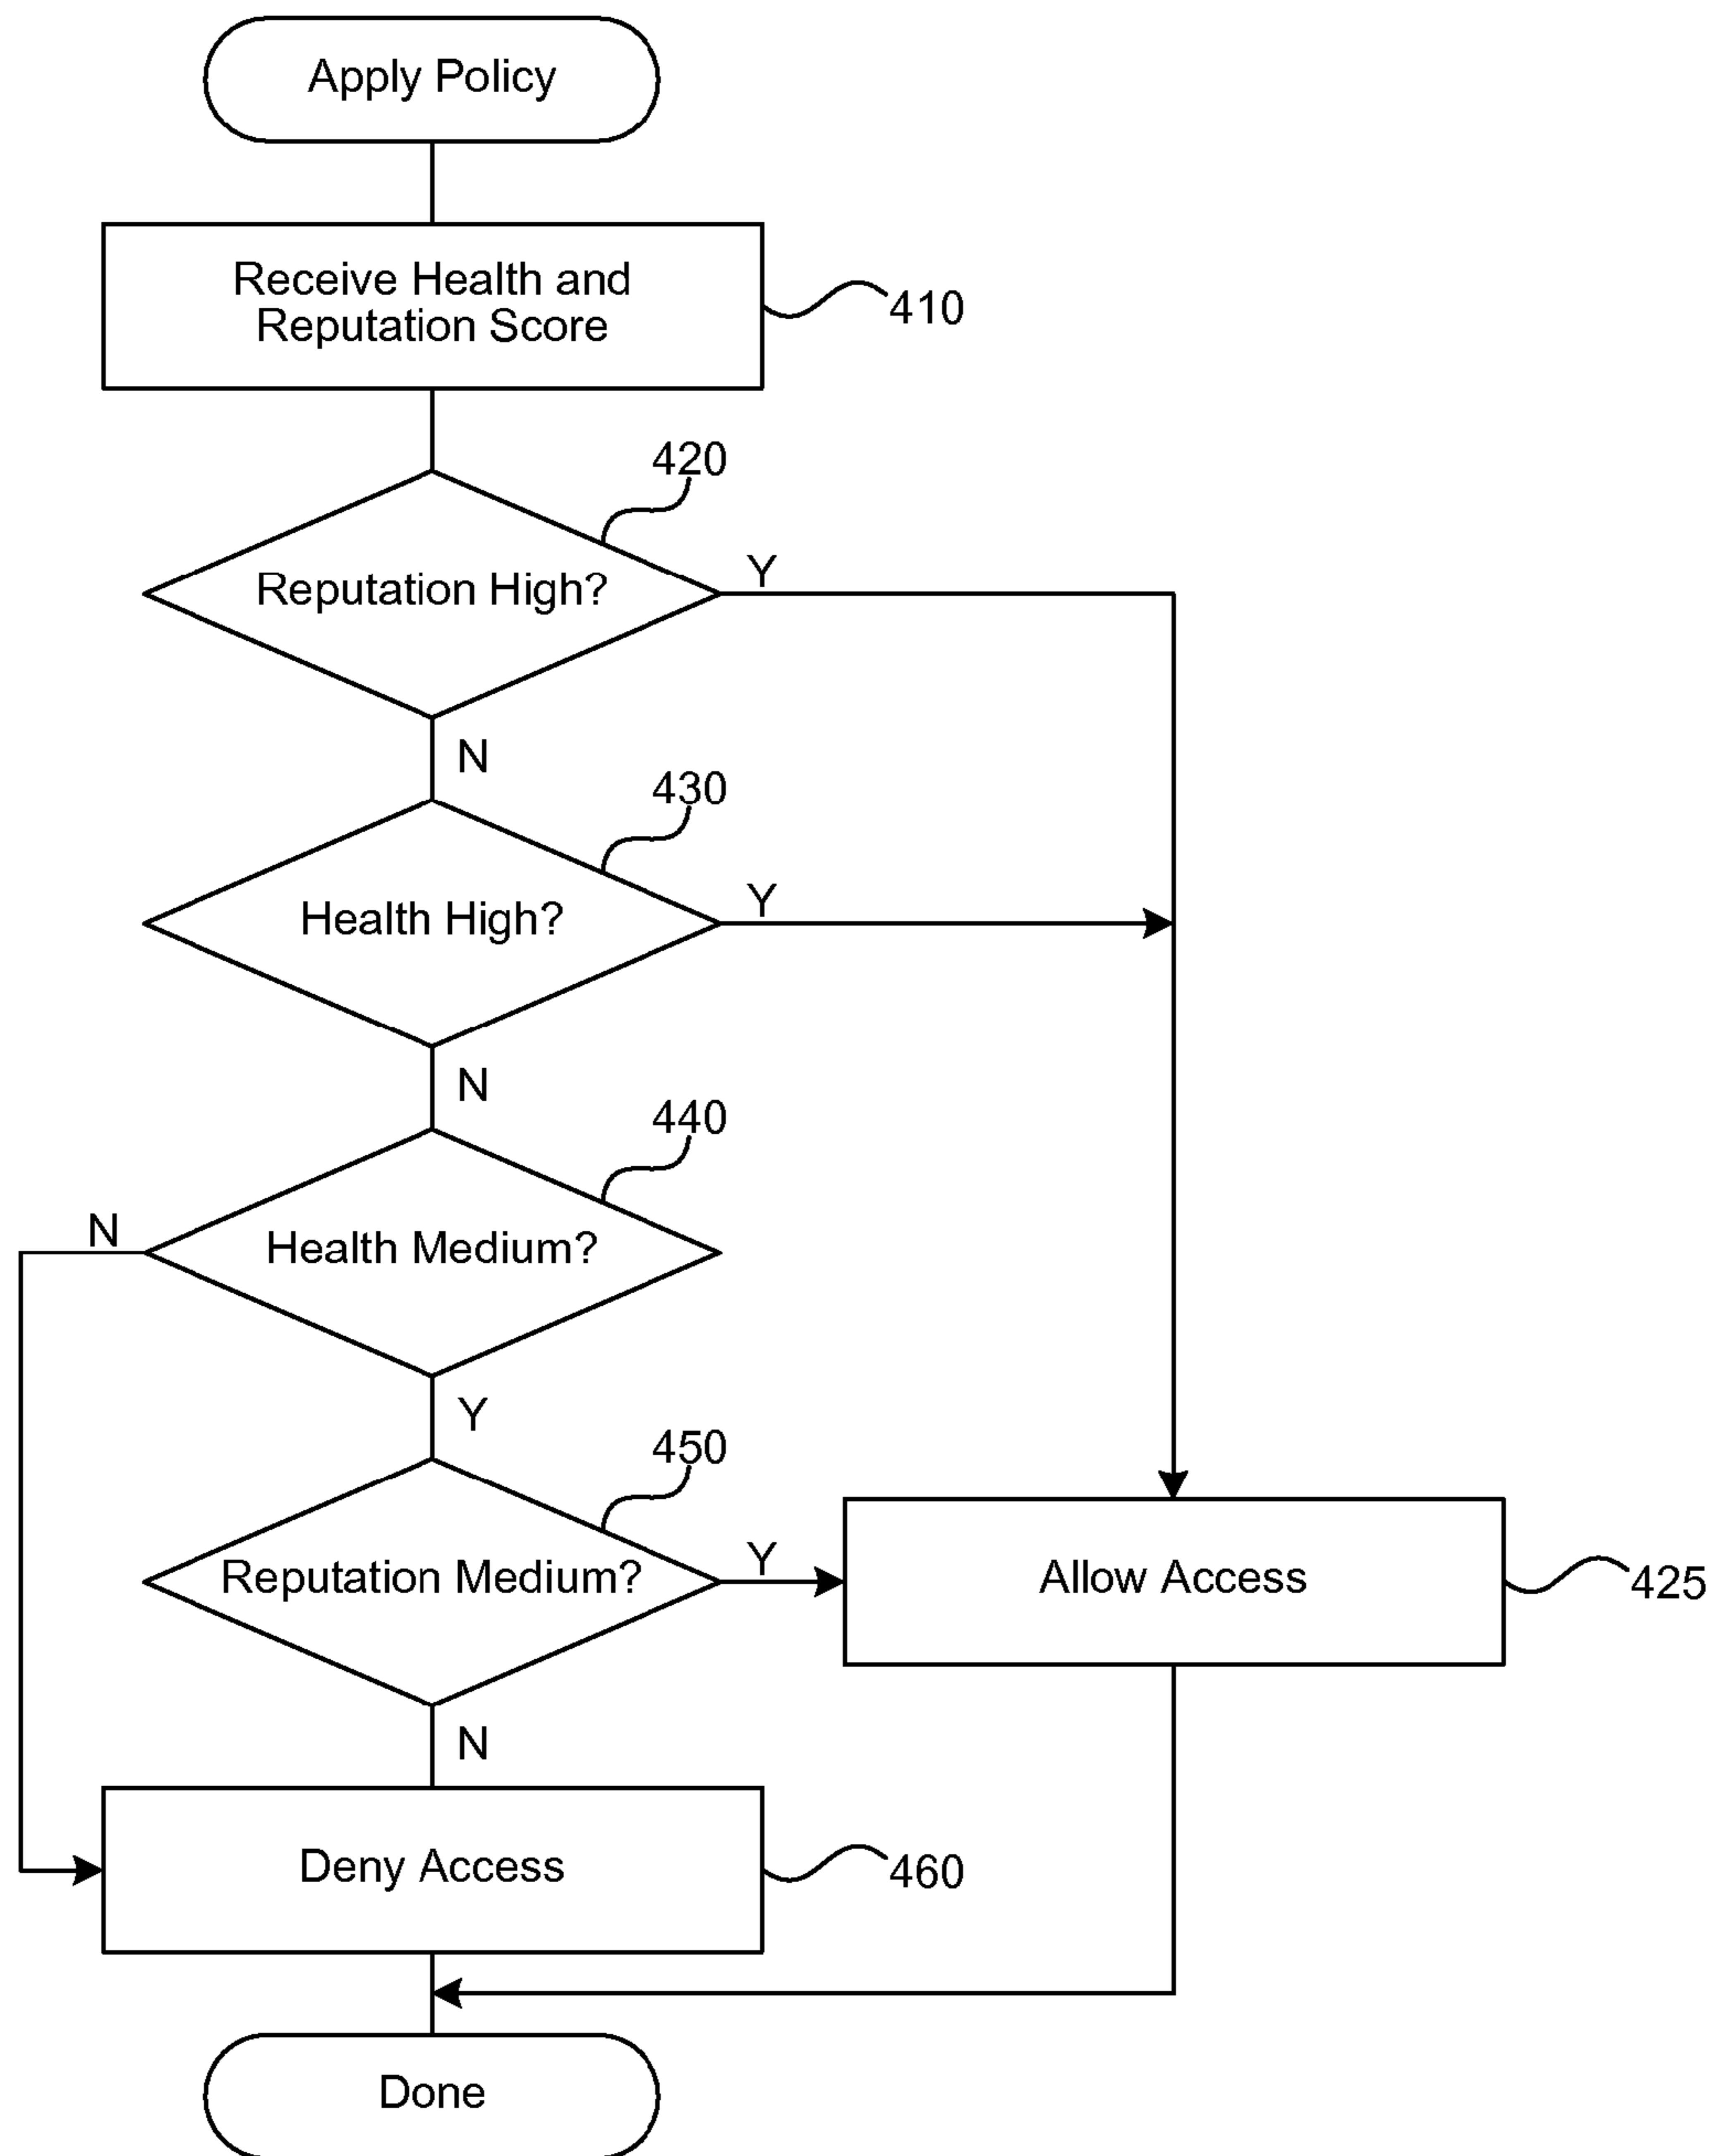 Apply Policy
Receive Health and
Reputation Score
410
420
Reputation High?
Y
N
430
Health High?
Y
N
440
N
Health Medium?
Y
450
Reputation Medium?
Y
Allow Access
425
N
Deny Access
460
Done